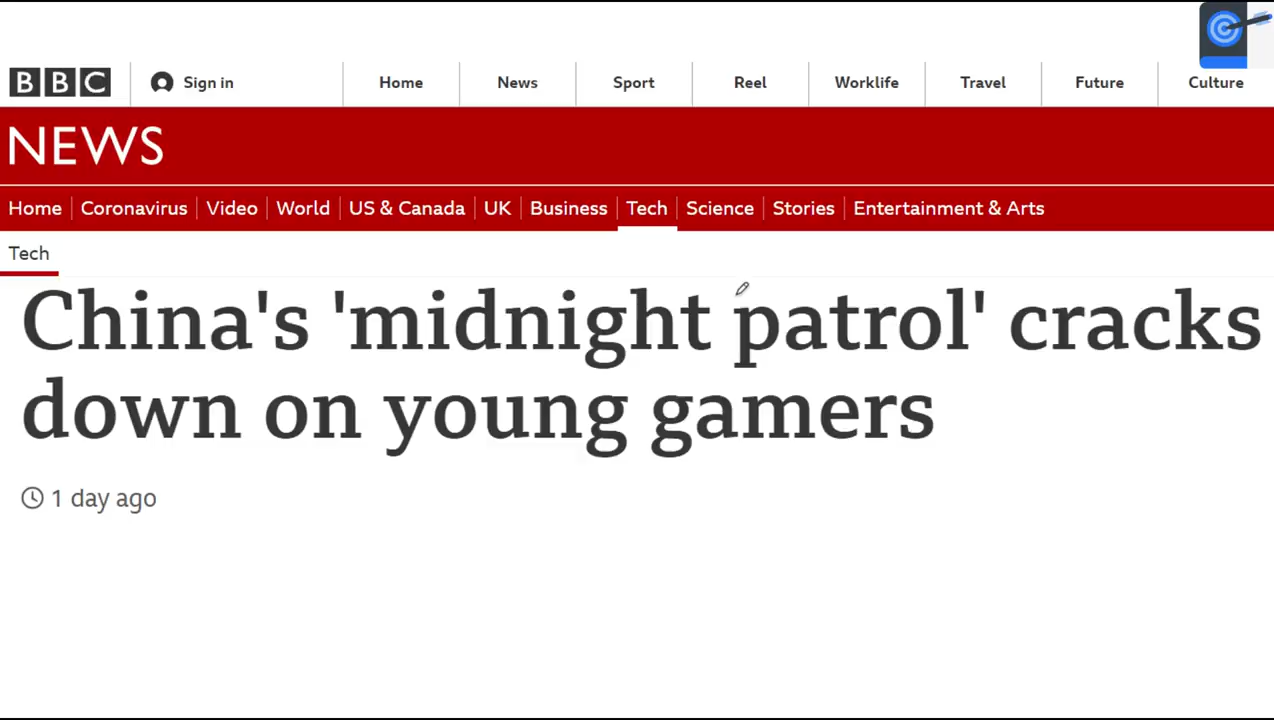 BBC Sign in Home News Sport Reel Worklife Travel Future Culture
NEWS
Home Coronavirus Video World US & Canada UK Business Tech Science Stories Entertainment & Arts
Tech
China's 'midnight patrol' cracks
down on young gamers
1 day ago